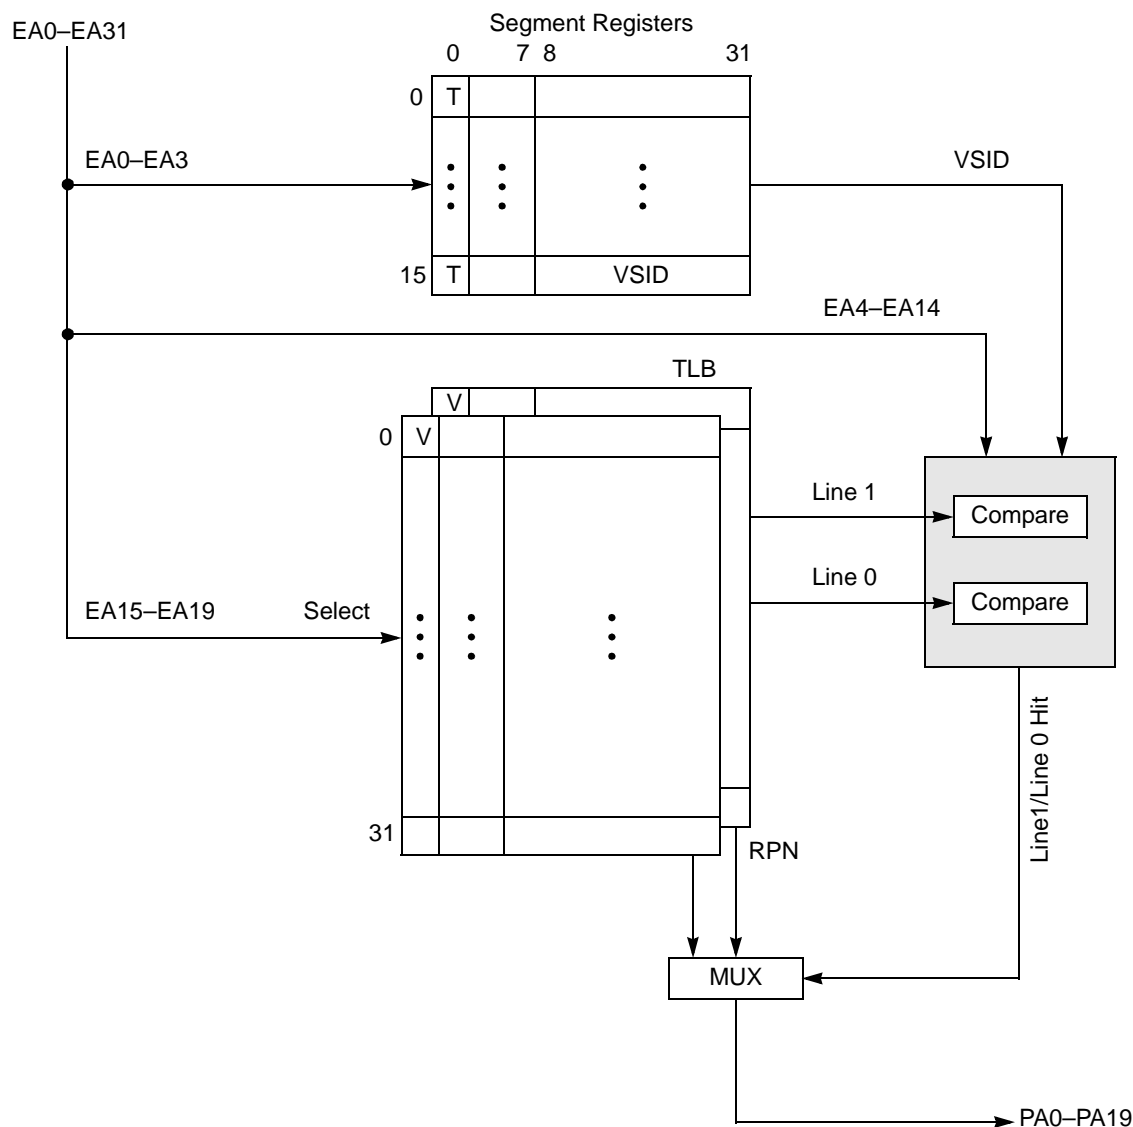 EA0–EA31
Segment Registers
0 7 8 31
0 T
EA0–EA3
VSID
15 T VSID
EA4–EA14
TLB
V
0 V
Line 1
Compare
Line 0
Compare
EA15–EA19 Select
Line1/Line 0 Hit
31
RPN
MUX
PA0–PA19